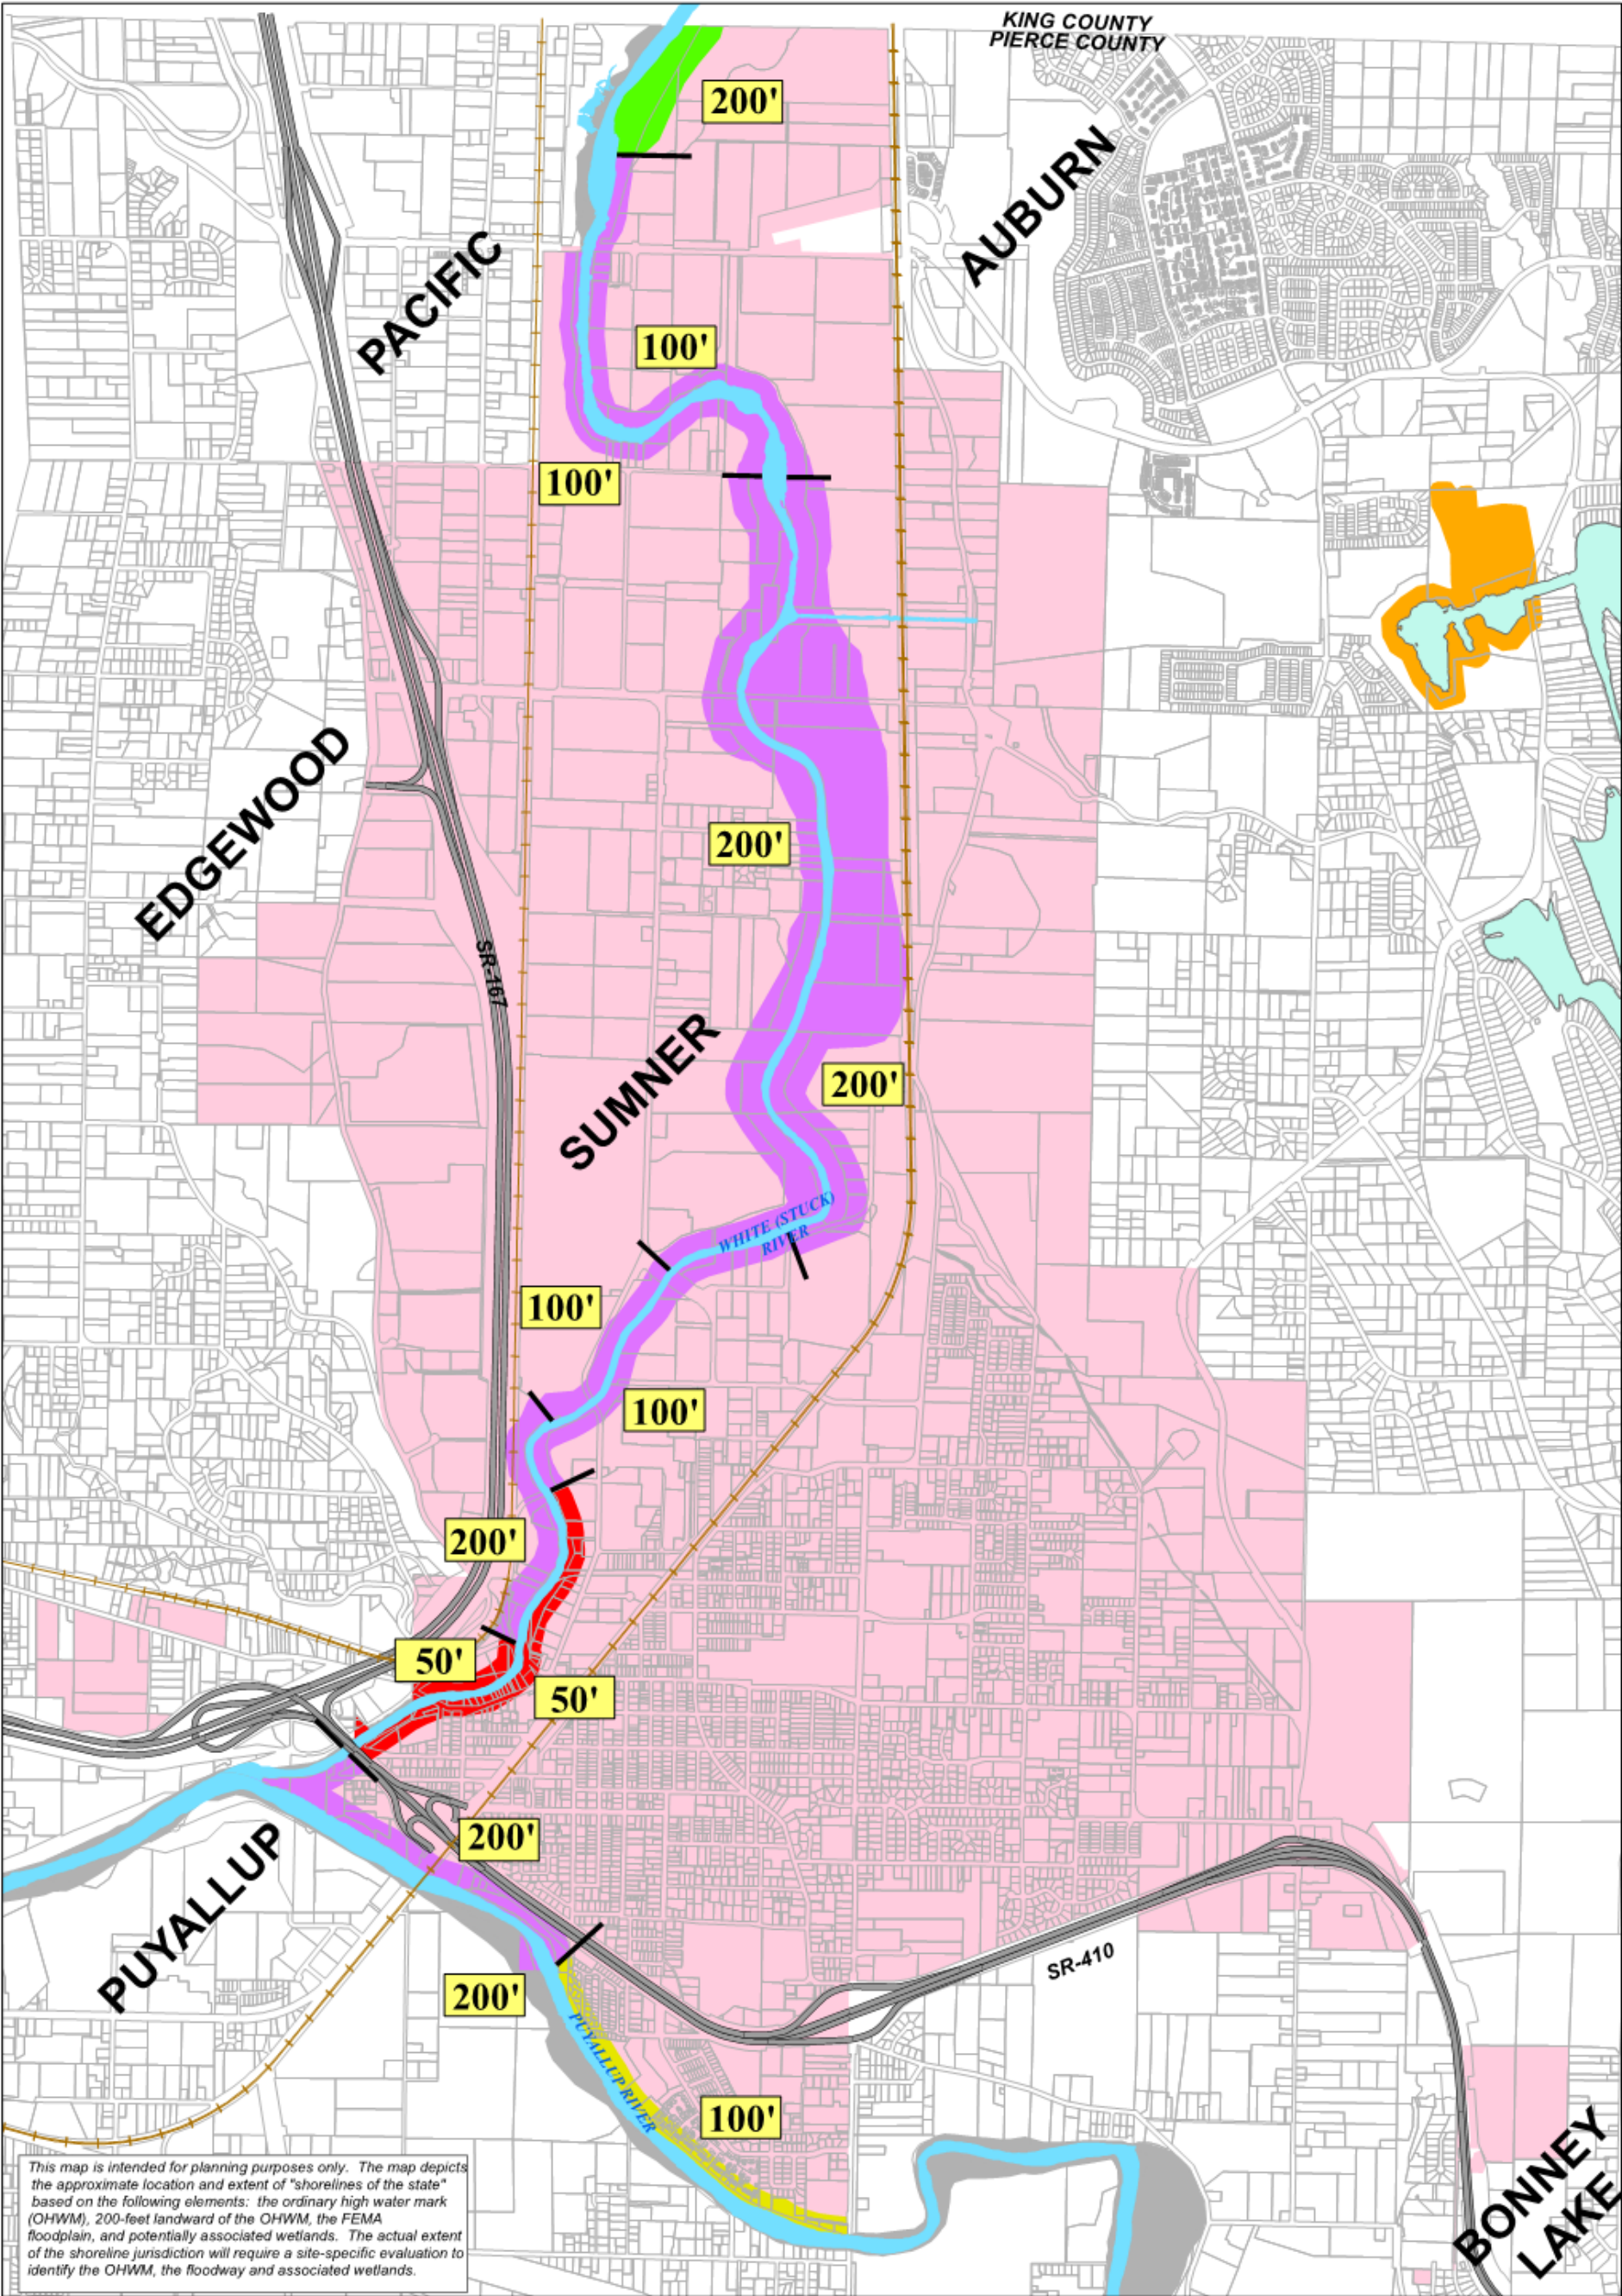 KING COUNTY
PIERCE COUNTY
200'
AUBURN
PACIFIC
100'
100'
EDGEWOOD
200'
SR-167
SUMNER
200'
WHITE (STUCK)
RIVER
100'
100'
200'
50'
50'
200'
PUYALLUP
SR-410
200'
PUYALLUP RIVER
100'
BONNEY
LAKE
This map is intended for planning purposes only. The map depicts
the approximate location and extent of "shorelines of the state"
based on the following elements: the ordinary high water mark
(OHWM), 200-feet landward of the OHWM, the FEMA
floodplain, and potentially associated wetlands. The actual extent
of the shoreline jurisdiction will require a site-specific evaluation to
identify the OHWM, the floodway and associated wetlands.